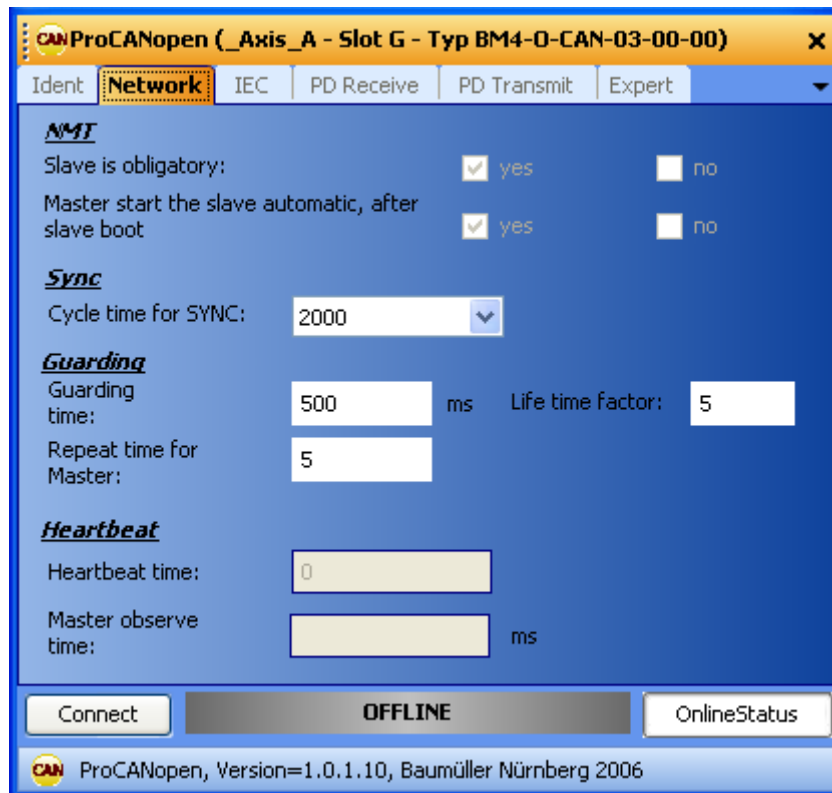 CAN ProCANopen (_Axis_A - Slot G - Typ BM4-O-CAN-03-00-00)
Ident Network IEC PD Receive PD Transmit Expert
NMT
Slave is obligatory: yes no
Master start the slave automatic, after
slave boot yes no
Sync
Cycle time for SYNC: 2000
Guarding
Guarding
time: 500 ms Life time factor: 5
Repeat time for
Master: 5
Heartbeat
Heartbeat time: 0
Master observe
time: ms
Connect OFFLINE OnlineStatus
CAN ProCANopen, Version=1.0.1.10, Baumüller Nürnberg 2006